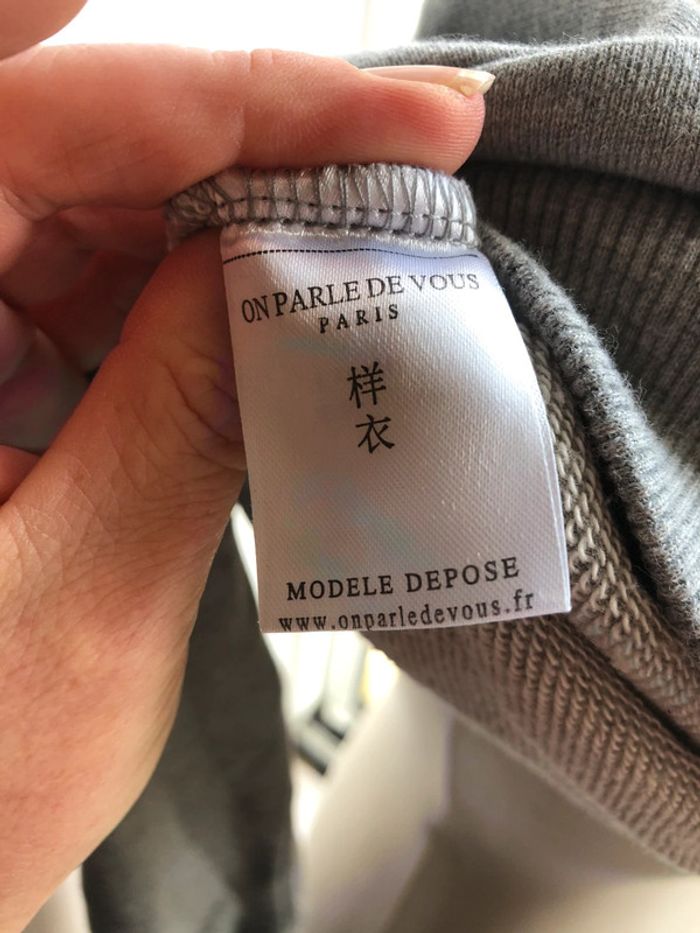 ON PARLE DE VOUS
PARIS
样
衣
MODELE DEPOSE
www.onparledevous.fr